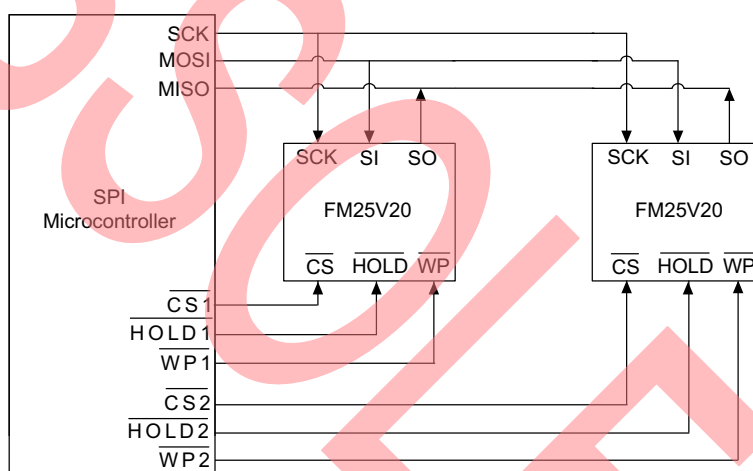 SCK
MOSI
MISO
SCK SI SO
SCK SI SO
SPI
Microcontroller
FM25V20
FM25V20
CS HOLD WP
CS HOLD WP
CS1
HOLD1
WP1
CS2
HOLD2
WP2